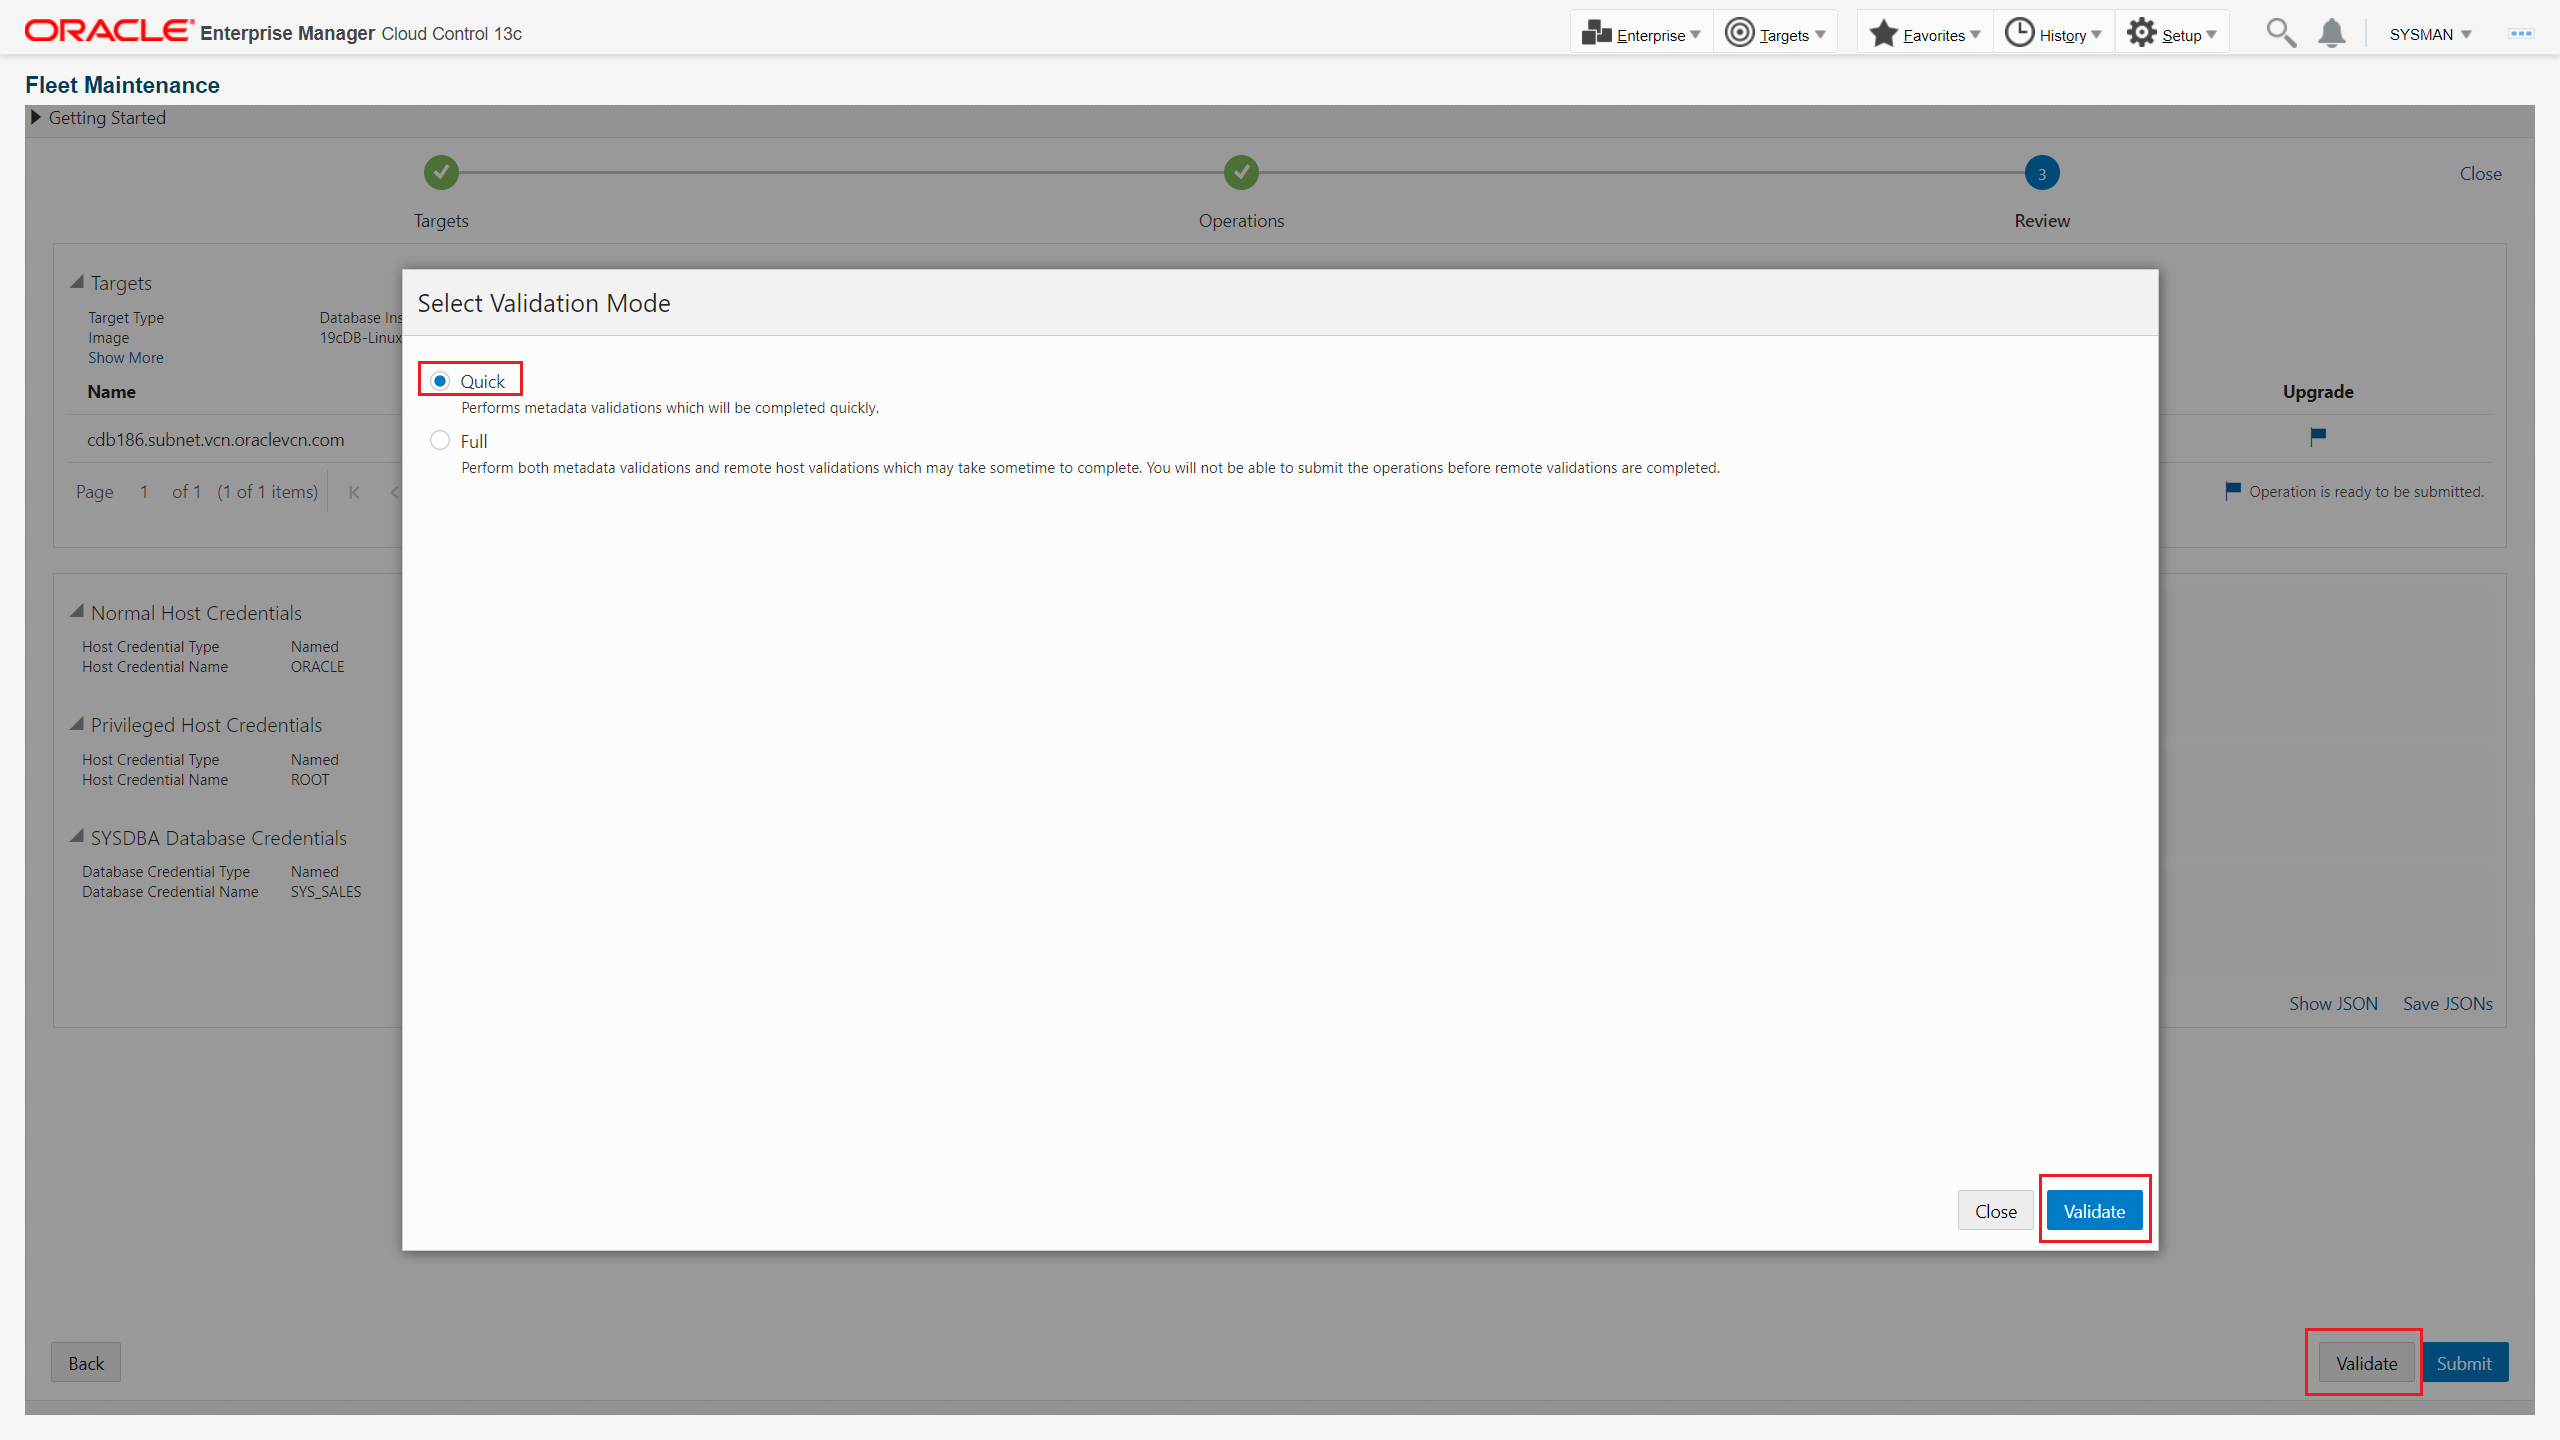 ORACLE Enterprise Manager Cloud Control 13c
Enterprise Targets Favorites History Setup SYSMAN
Fleet Maintenance
Getting Started
3
Close
Targets Operations Review
Targets
Target Type Database Ins
Image 19cDB-Linux
Show More
Name Upgrade
cdb186.subnet.vcn.oraclevcn.com
Page 1 of 1 (1 of 1 items)
Operation is ready to be submitted.
Normal Host Credentials
Host Credential Type Named
Host Credential Name ORACLE
Privileged Host Credentials
Host Credential Type Named
Host Credential Name ROOT
SYSDBA Database Credentials
Database Credential Type Named
Database Credential Name SYS_SALES
Show JSON Save JSONs
Select Validation Mode
Quick
Performs metadata validations which will be completed quickly.
Full
Perform both metadata validations and remote host validations which may take sometime to complete. You will not be able to submit the operations before remote validations are completed.
Close Validate
Back Validate Submit